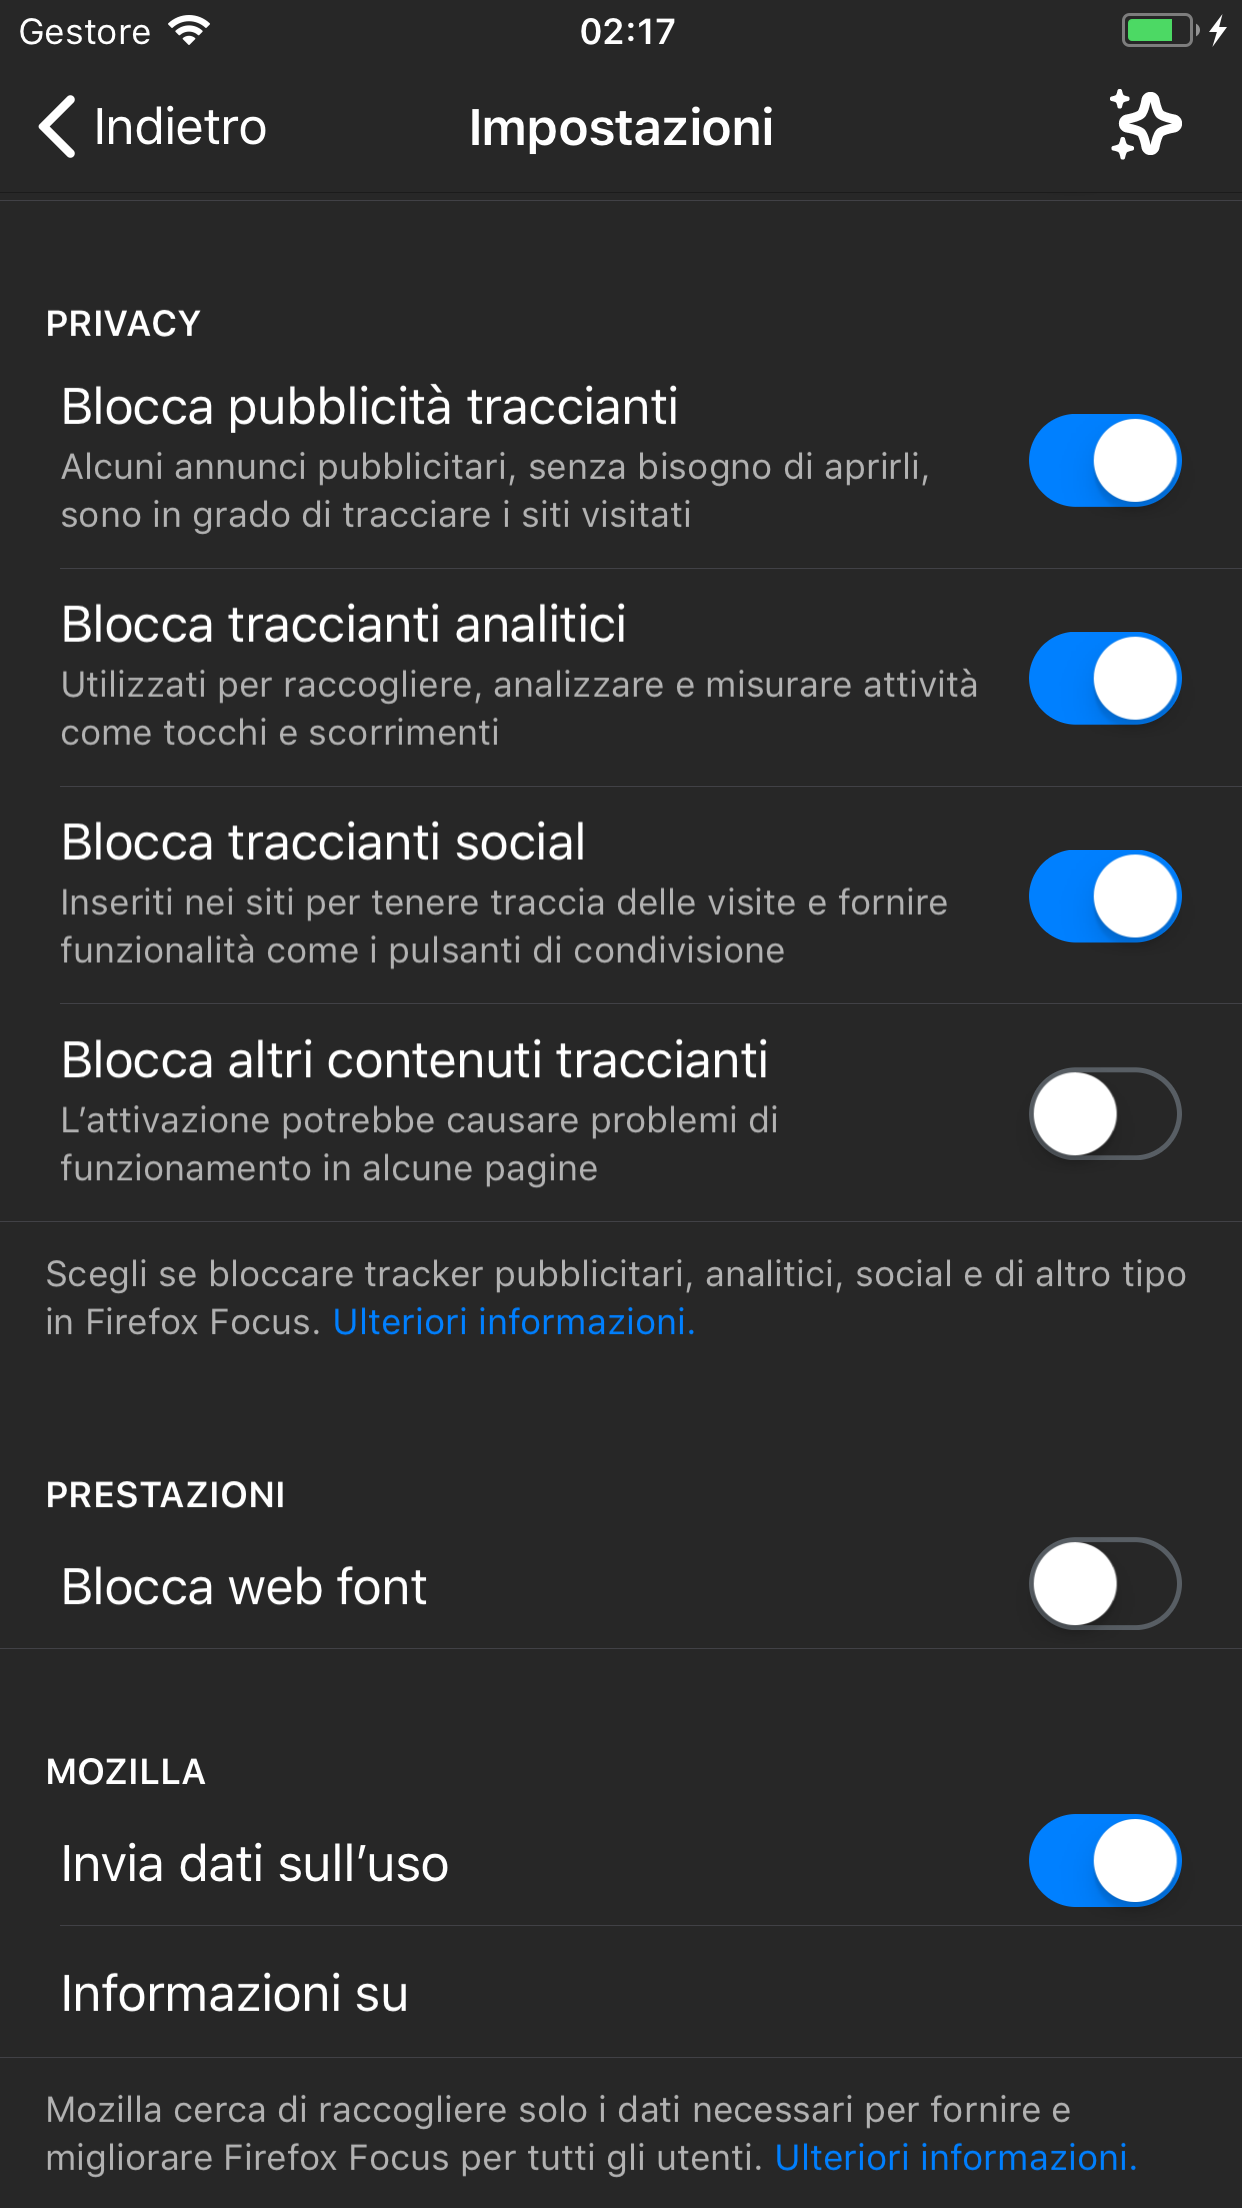 Gestore
02:17
Indietro
Impostazioni
PRIVACY
Blocca pubblicità traccianti
Alcuni annunci pubblicitari, senza bisogno di aprirli,
sono in grado di tracciare i siti visitati
Blocca traccianti analitici
Utilizzati per raccogliere, analizzare e misurare attività
come tocchi e scorrimenti
Blocca traccianti social
Inseriti nei siti per tenere traccia delle visite e fornire
funzionalità come i pulsanti di condivisione
Blocca altri contenuti traccianti
L’attivazione potrebbe causare problemi di
funzionamento in alcune pagine
Scegli se bloccare tracker pubblicitari, analitici, social e di altro tipo
in Firefox Focus. Ulteriori informazioni.
PRESTAZIONI
Blocca web font
MOZILLA
Invia dati sull’uso
Informazioni su
Mozilla cerca di raccogliere solo i dati necessari per fornire e
migliorare Firefox Focus per tutti gli utenti. Ulteriori informazioni.